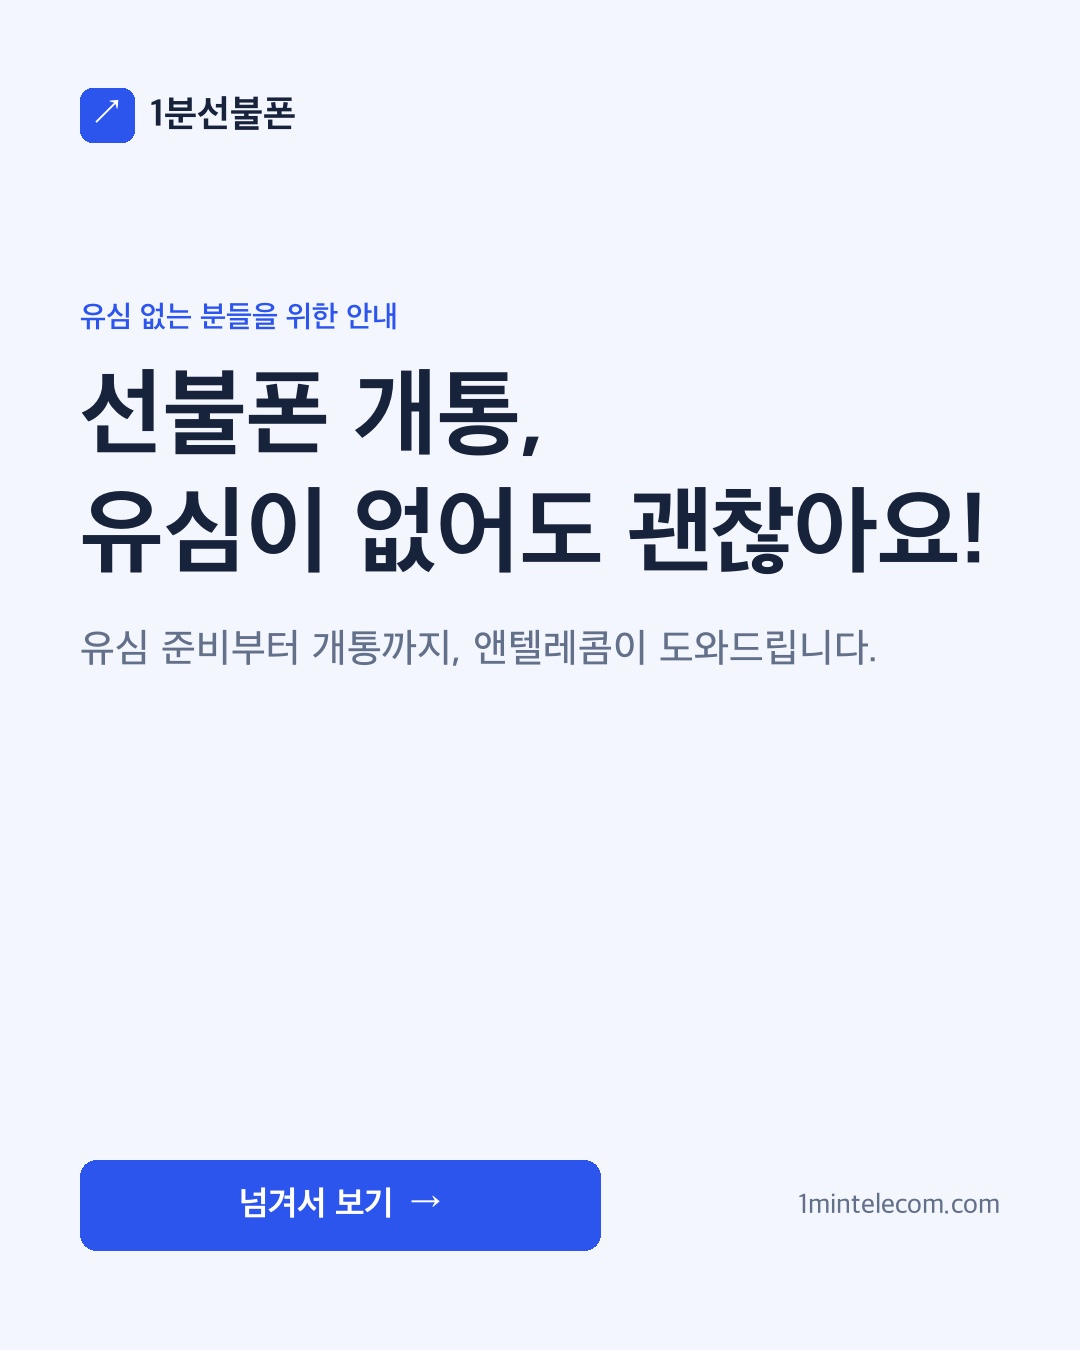 ↗ 1분선불폰
유심 없는 분들을 위한 안내
선불폰 개통,
유심이 없어도 괜찮아요!
유심 준비부터 개통까지, 앤텔레콤이 도와드립니다.
넘겨서 보기 →
1mintelecom.com